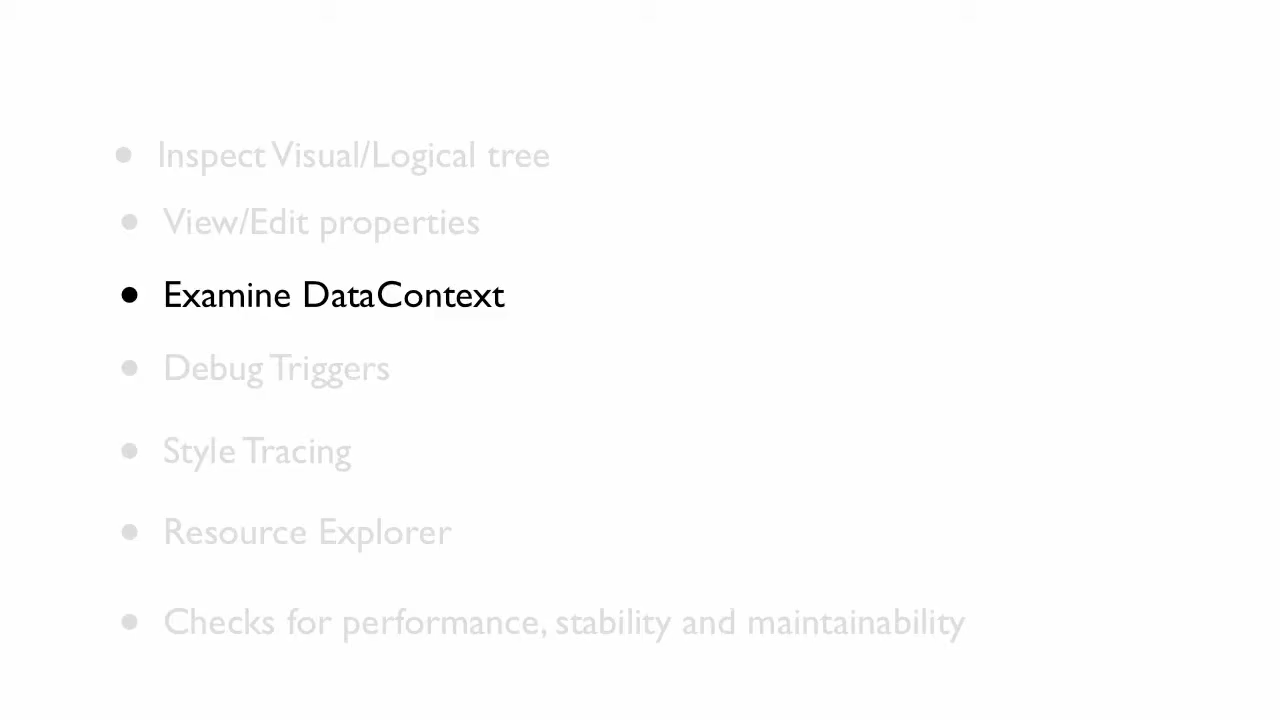 • Inspect Visual/Logical tree
• View/Edit properties
• Examine DataContext
• Debug Triggers
• Style Tracing
• Resource Explorer
• Checks for performance, stability and maintainability